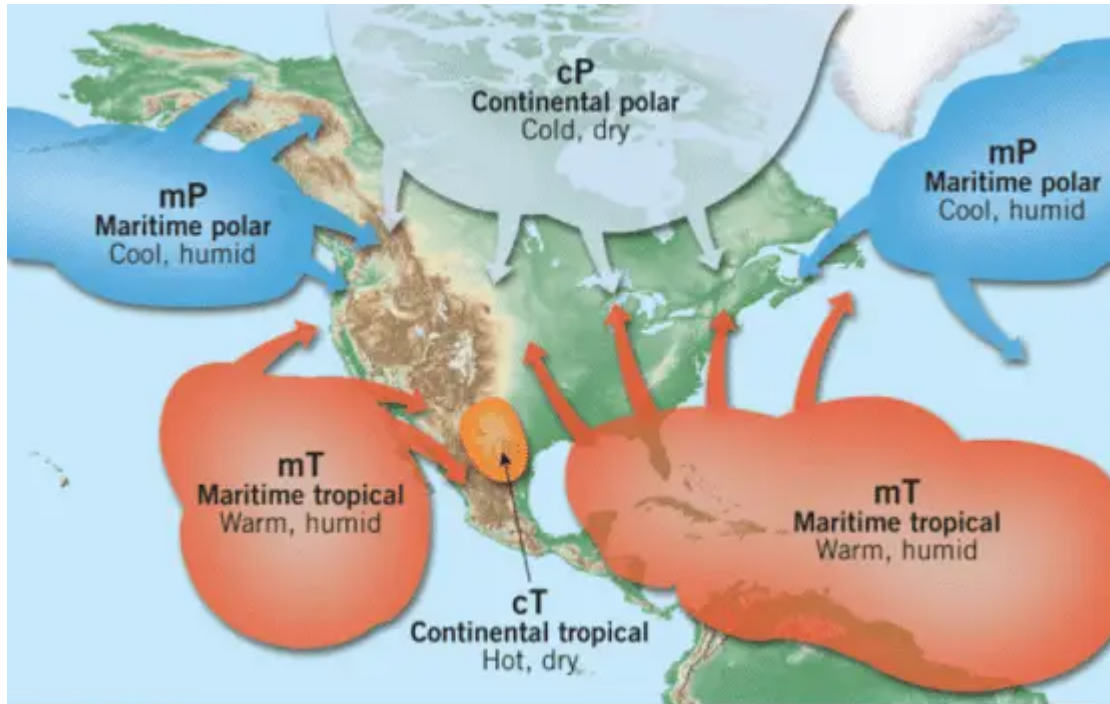 cP
Continental polar
Cold, dry
mP
Maritime polar
Cool, humid
mP
Maritime polar
Cool, humid
mT
Maritime tropical
Warm, humid
mT
Maritime tropical
Warm, humid
cT
Continental tropical
Hot, dry